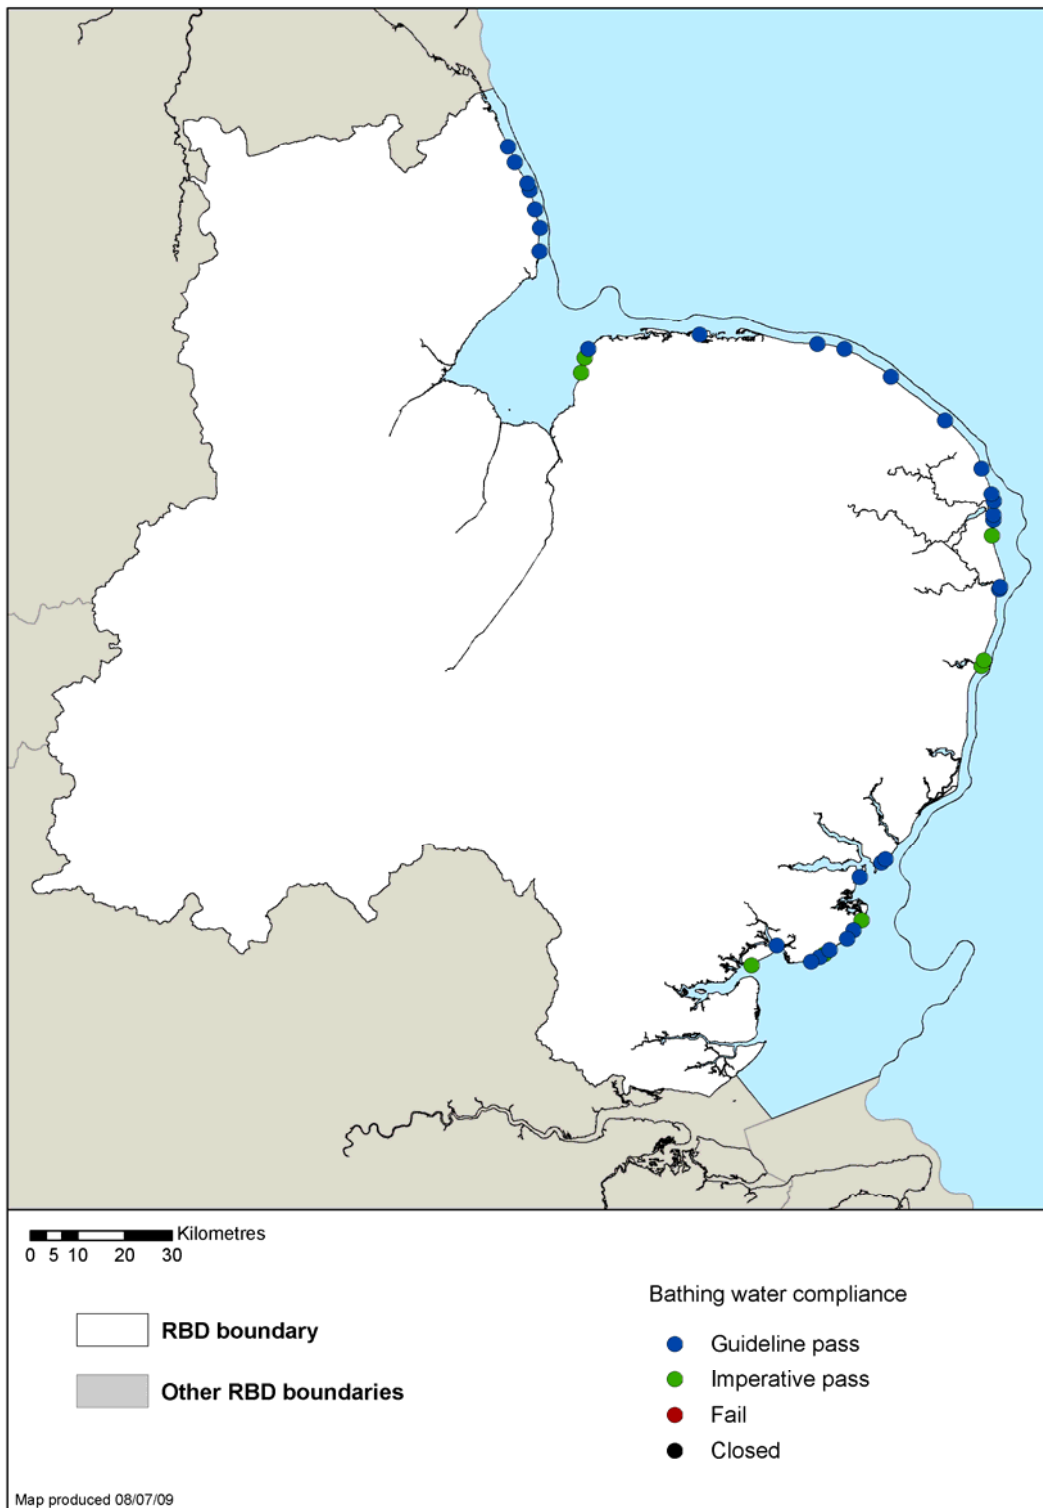 Kilometres
0 5 10 20 30
RBD boundary
Other RBD boundaries
Bathing water compliance
Guideline pass
Imperative pass
Fail
Closed
Map produced 08/07/09